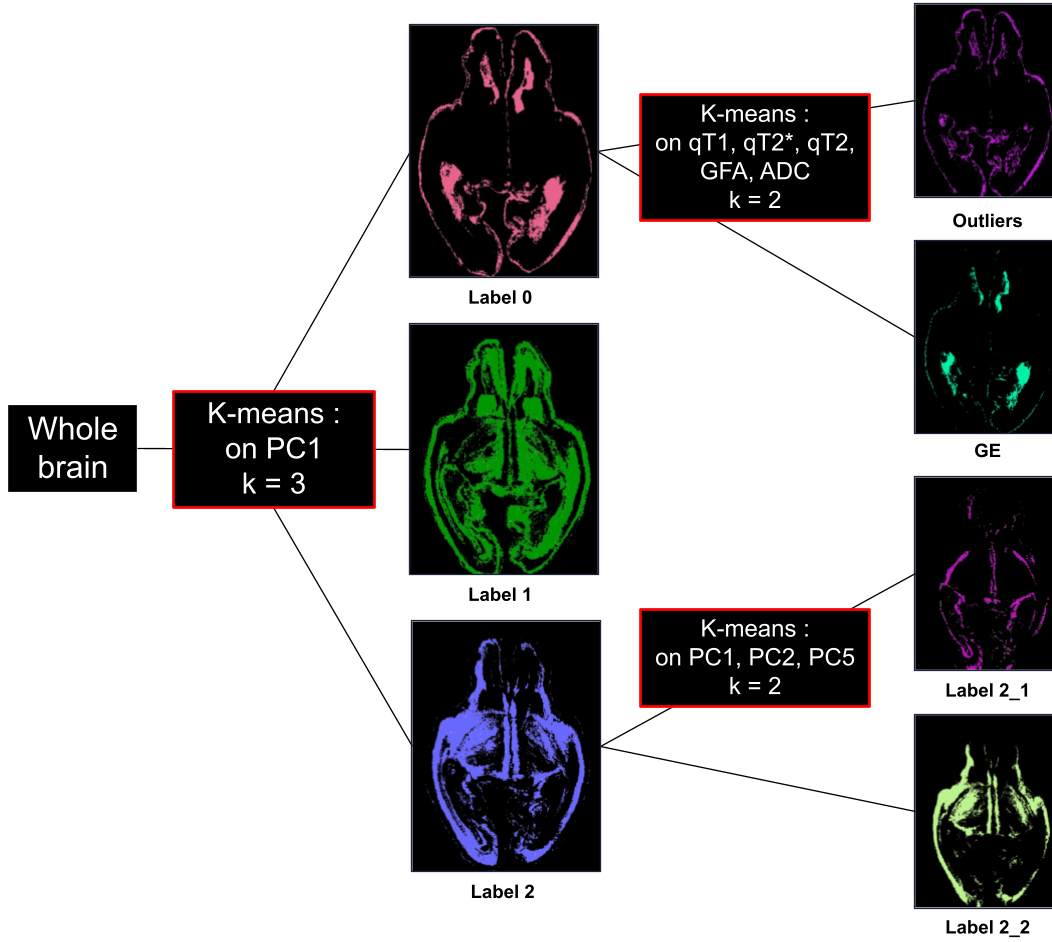 Whole
brain
K-means :
on PC1
k = 3
Label 0
Label 1
Label 2
K-means :
on qT1, qT2*, qT2,
GFA, ADC
k = 2
Outliers
GE
K-means :
on PC1, PC2, PC5
k = 2
Label 2_1
Label 2_2